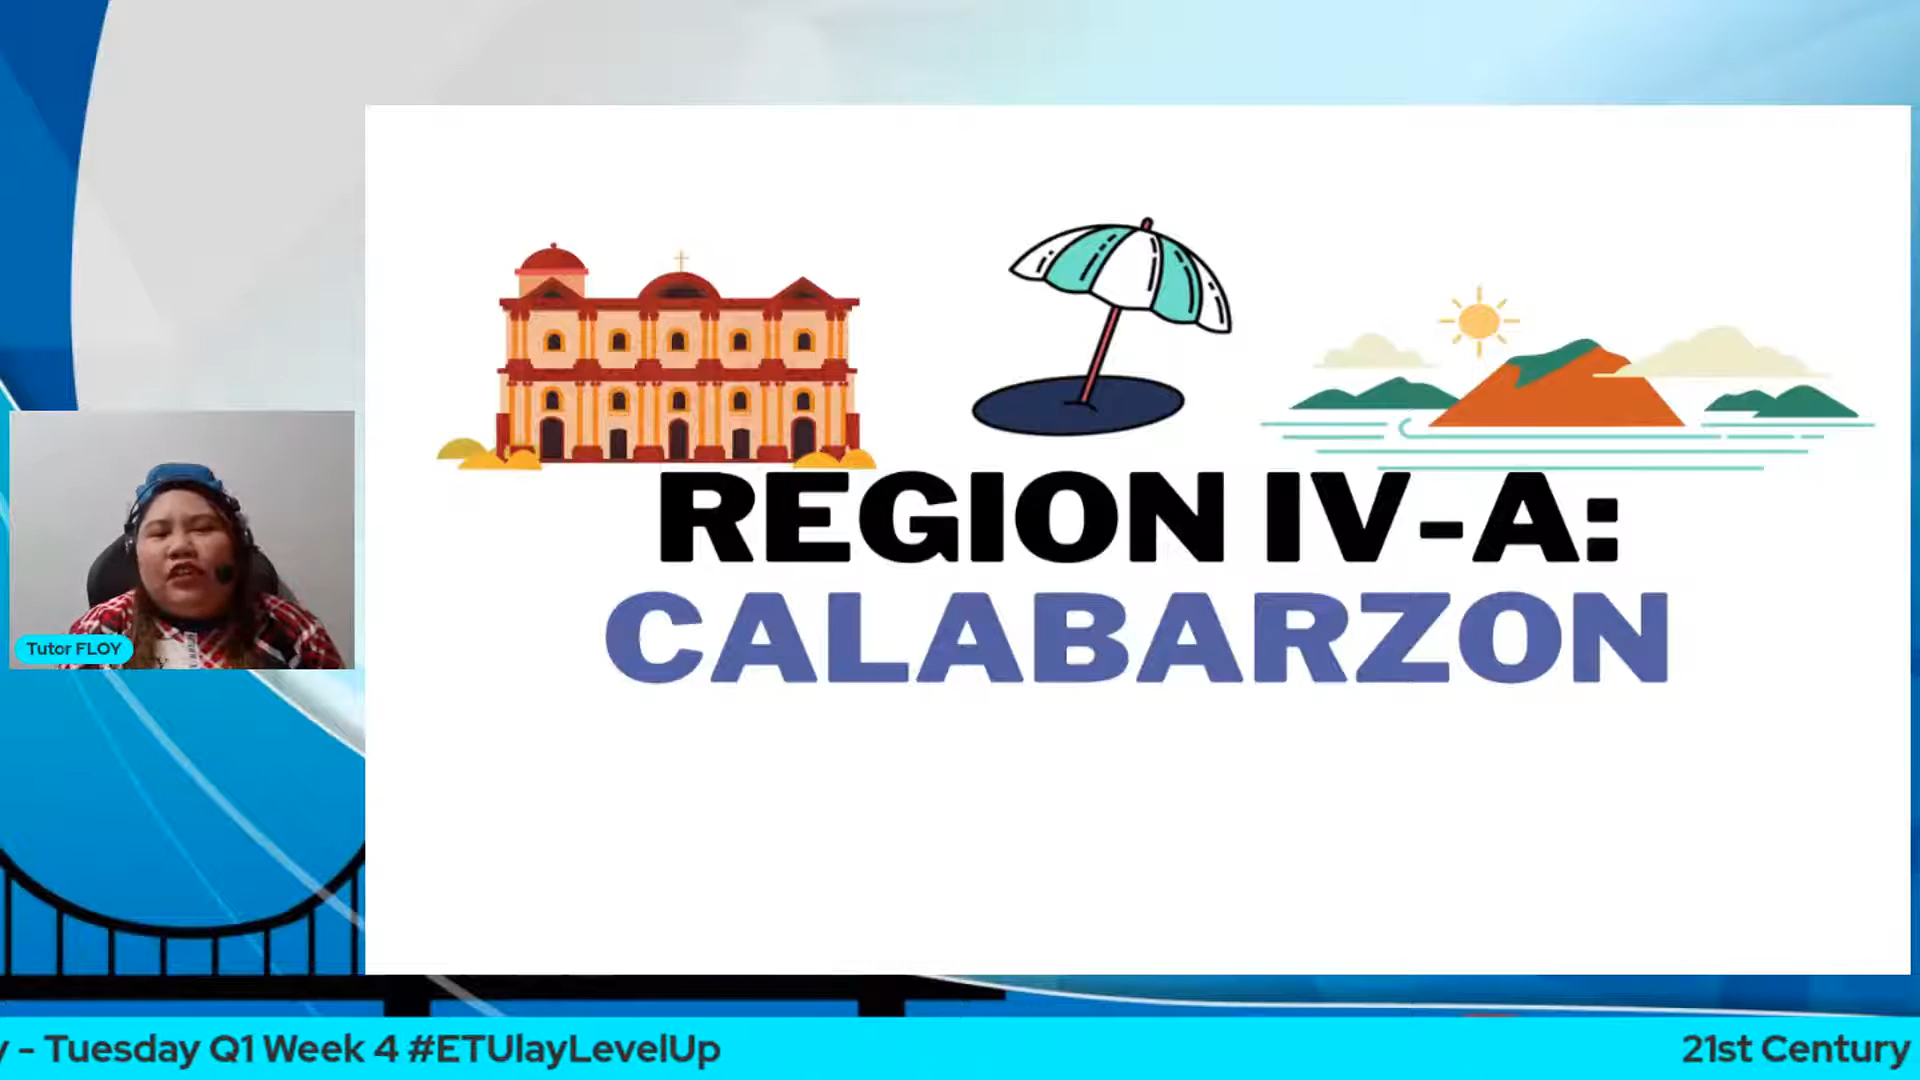 REGION IV-A:
CALABARZON
Tutor FLOY
y - Tuesday Q1 Week 4 #ETUlayLevelUp
21st Century